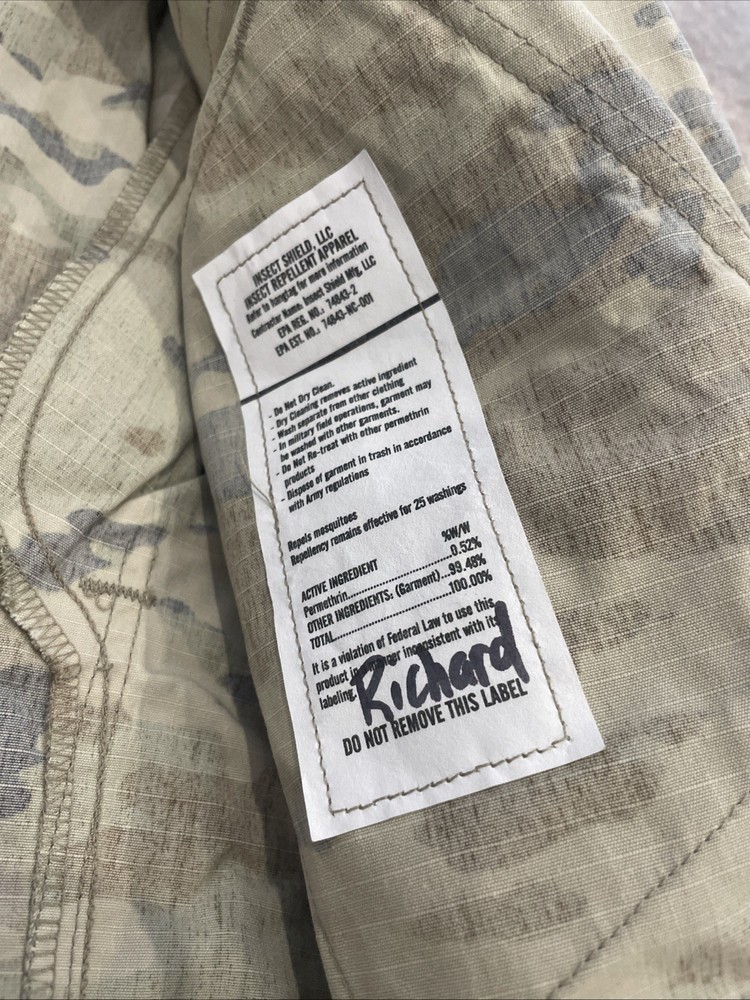 INSECT SHIELD, LLC
INSECT REPELLENT APPAREL
Refer to hangtag for more information
Contractor Name: Insect Shield Mfg, LLC
EPA REG. NO.: 74843-2
EPA EST. NO.: 74843-NC-001
- Do Not Dry Clean.
- Dry Cleaning removes active ingredient
- Wash separate from other clothing
- In military field operations, garment may
be washed with other garments.
- Do Not Re-treat with other permethrin
products
- Dispose of garment in trash in accordance
with Army regulations
Repels mosquitoes
Repellency remains effective for 25 washings
%W/W
ACTIVE INGREDIENT
Permethrin..............................0.52%
OTHER INGREDIENTS: (Garment)...99.48%
TOTAL..................................100.00%
It is a violation of Federal Law to use this
product in a manner inconsistent with its
labeling.
Richard
DO NOT REMOVE THIS LABEL